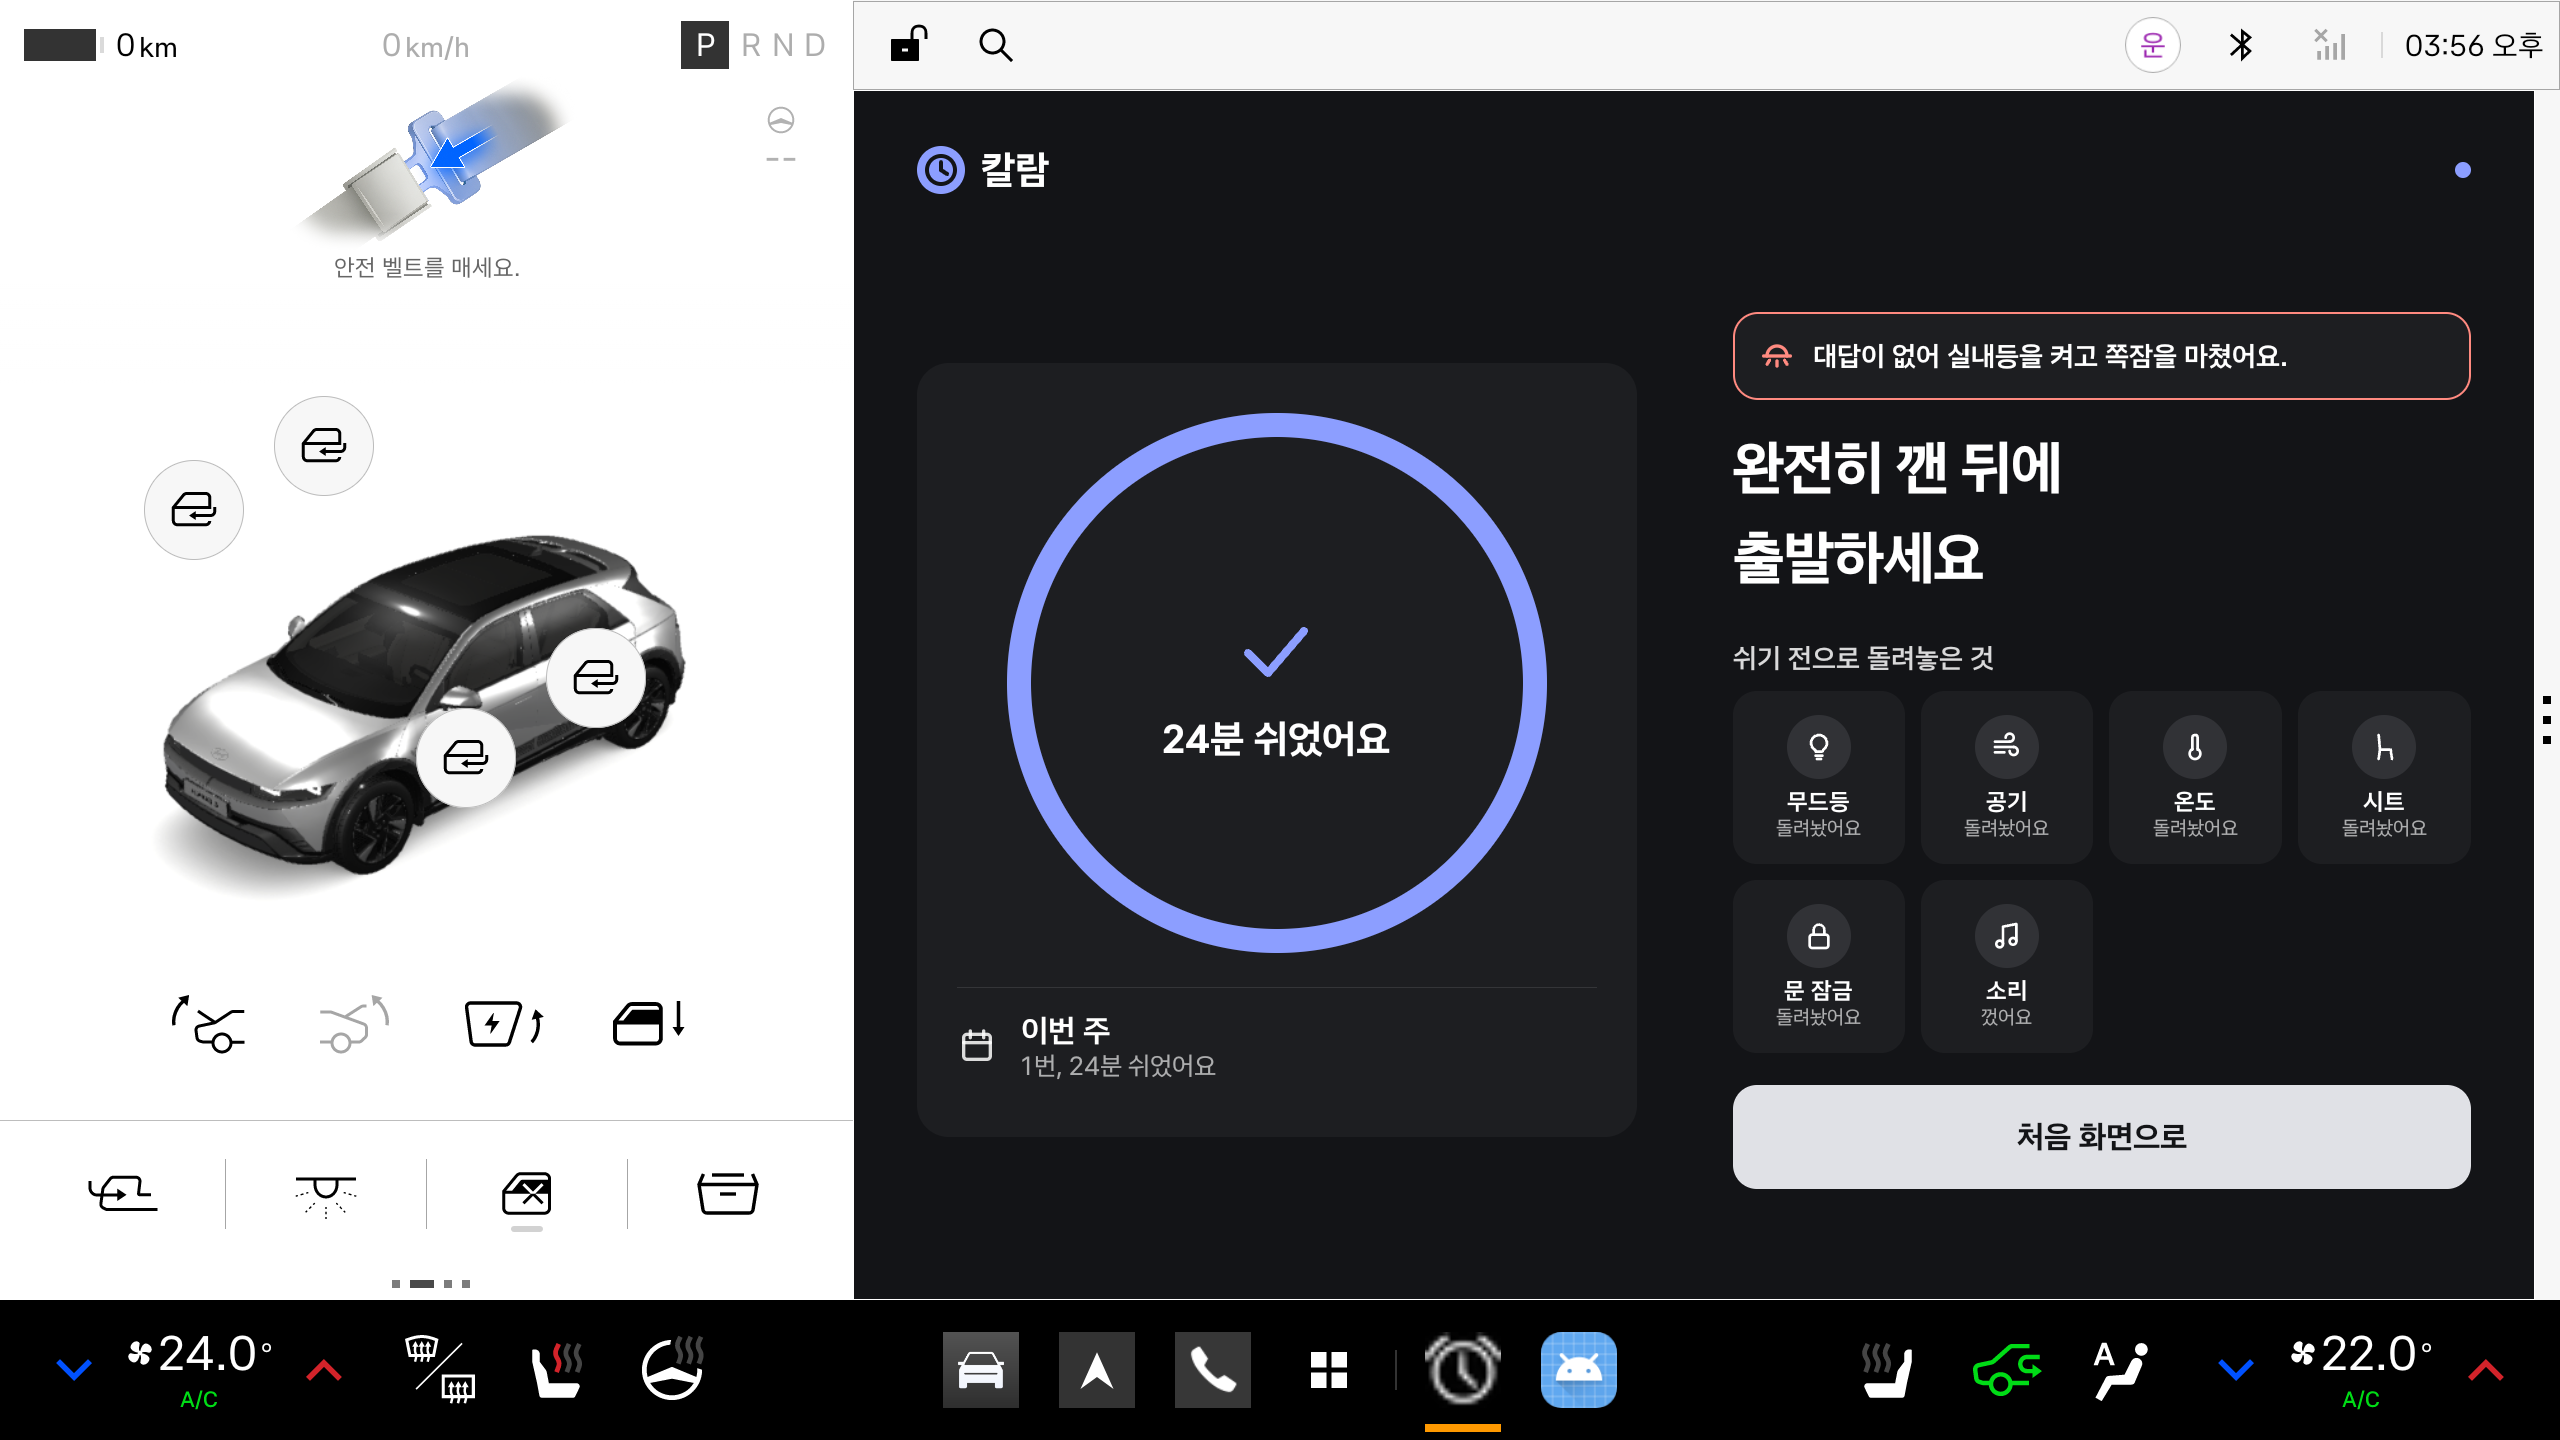 0 km
0 km/h
P R N D
안전 벨트를 매세요.
운
03:56 오후
칼람
24분 쉬었어요
이번 주
1번, 24분 쉬었어요
대답이 없어 실내등을 켜고 쪽잠을 마쳤어요.
완전히 깬 뒤에
출발하세요
쉬기 전으로 돌려놓은 것
무드등
돌려놨어요
공기
돌려놨어요
온도
돌려놨어요
시트
돌려놨어요
문 잠금
돌려놨어요
소리
껐어요
처음 화면으로
24.0°
A/C
A
22.0°
A/C